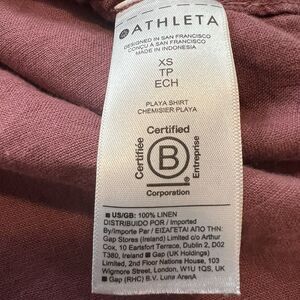 ATHLETA
DESIGNED IN SAN FRANCISCO
CONÇU A SAN FRANCISCO
MADE IN INDONESIA
XS
TP
ECH
PLAYA SHIRT
CHEMISIER PLAYA
Certified
Certifiée
B
Entreprise
Corporation
■ US/GB: 100% LINEN
DISTRIBUIDO POR / Imported
By/Importe Par / ΕΙΣΑΓΕΤΑΙ ΑΠΟ ΤΗΝ
Gap Stores (Ireland) Limited c/o Arthur
Cox, 10 Earlsfort Terrace, Dublin 2, D02
T380, Ireland ■ Gap (UK Holdings)
Limited, 2nd Floor Nations House, 103
Wigmore Street, London, W1U 1QS, UK
■ Gap (RHC) B.V. Luna ArenA